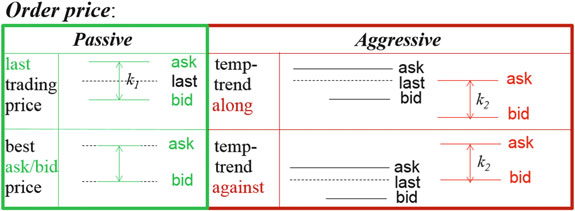 Order price:
Passive Aggressive
last trading price
ask
k1 last
bid
temp-trend along
ask
last
bid
ask
k2
bid
best ask/bid price
ask
bid
temp-trend against
ask
last
bid
ask
k2
bid